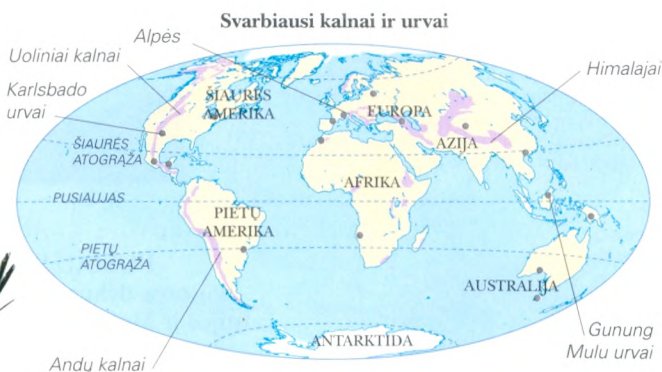 Svarbiausi kalnai ir urvai
Alpės
Uoliniai kalnai
Himalajai
Karlsbado
urvai
ŠIAURĖS
AMERIKA
EUROPA
AZIJA
ŠIAURĖS
ATOGRĄŽA
AFRIKA
PUSIAUJAS
PIETŲ
AMERIKA
PIETŲ
ATOGRĄŽA
AUSTRALIJA
Gunung
Mulu urvai
ANTARKTIDA
Andų kalnai